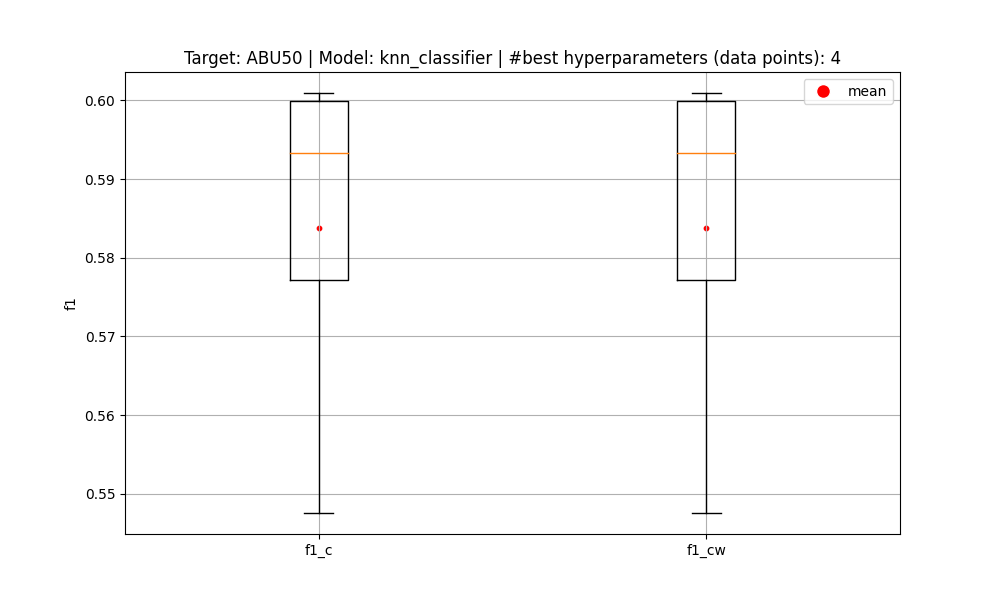 Target: ABU50 | Model: knn_classifier | #best hyperparameters (data points): 4
mean
0.60
0.59
0.58
0.57
0.56
0.55
f1
f1_c
f1_cw